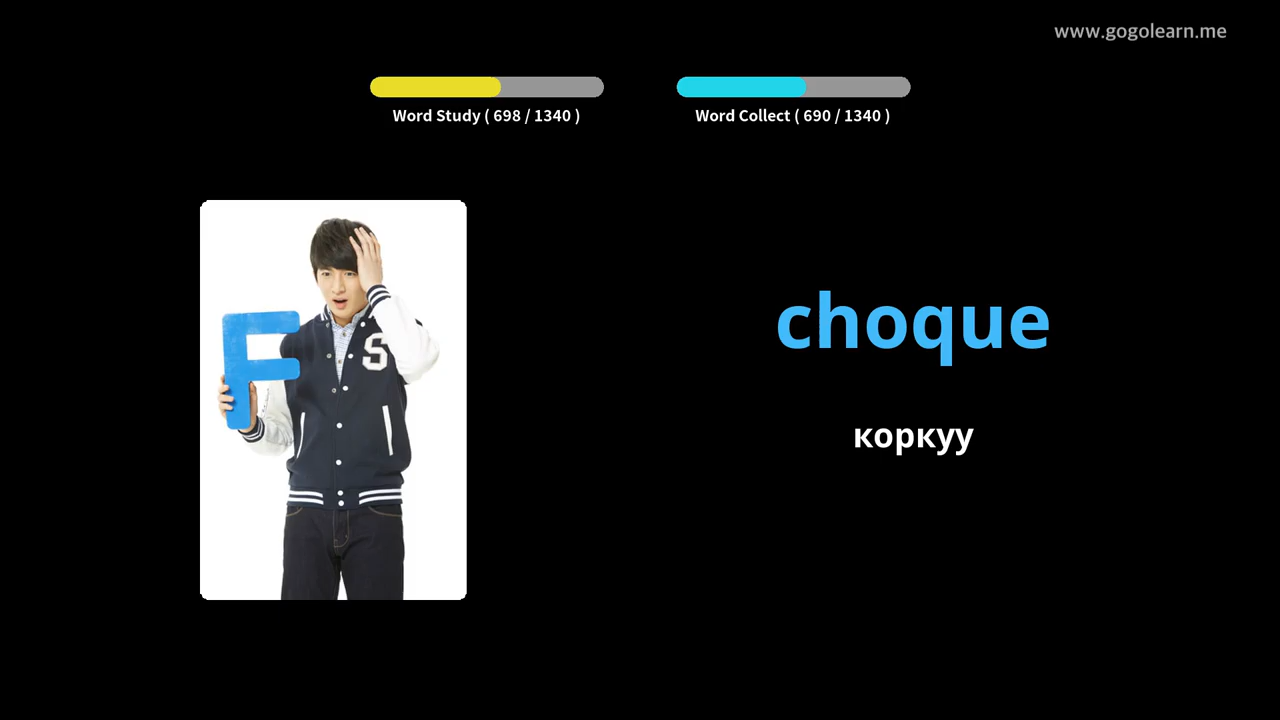 www.gogolearn.me
Word Study ( 698 / 1340 )
Word Collect ( 690 / 1340 )
F
S
choque
коркуу